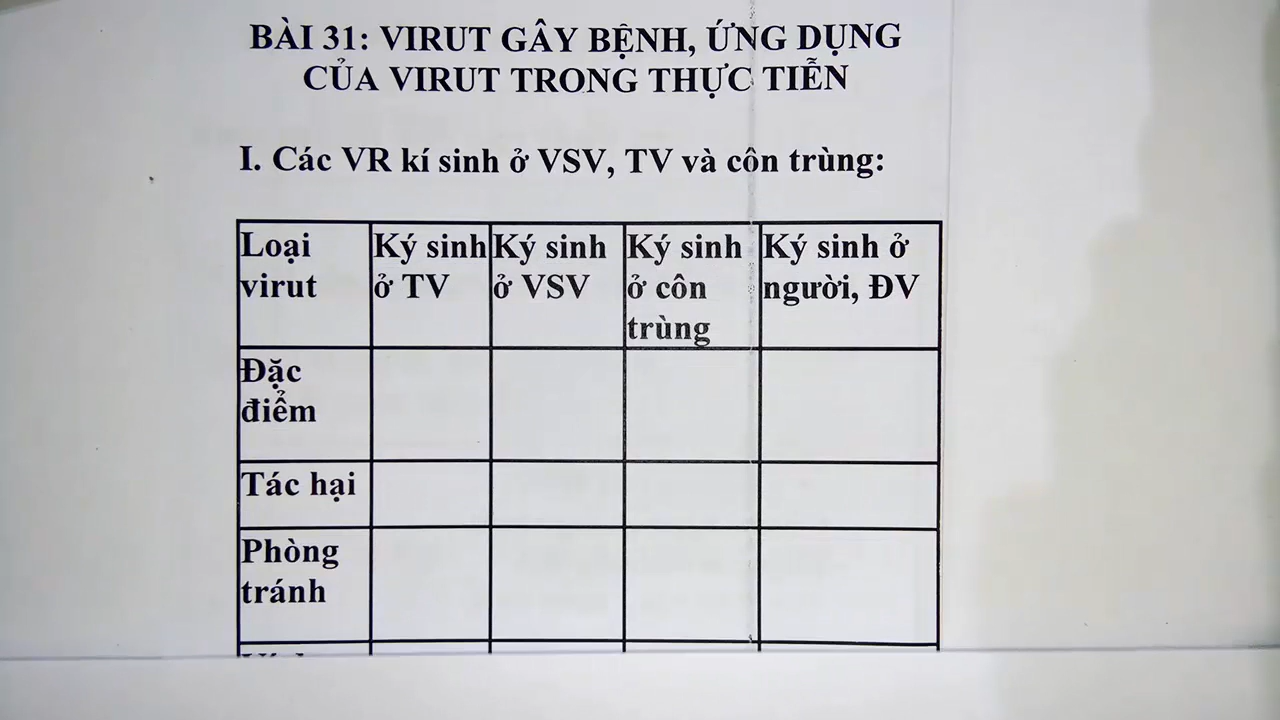 BÀI 31: VIRUT GÂY BỆNH, ỨNG DỤNG
CỦA VIRUT TRONG THỰC TIỄN
I. Các VR kí sinh ở VSV, TV và côn trùng:
Loại virut
Ký sinh ở TV
Ký sinh ở VSV
Ký sinh ở côn trùng
Ký sinh ở người, ĐV
Đặc điểm
Tác hại
Phòng tránh